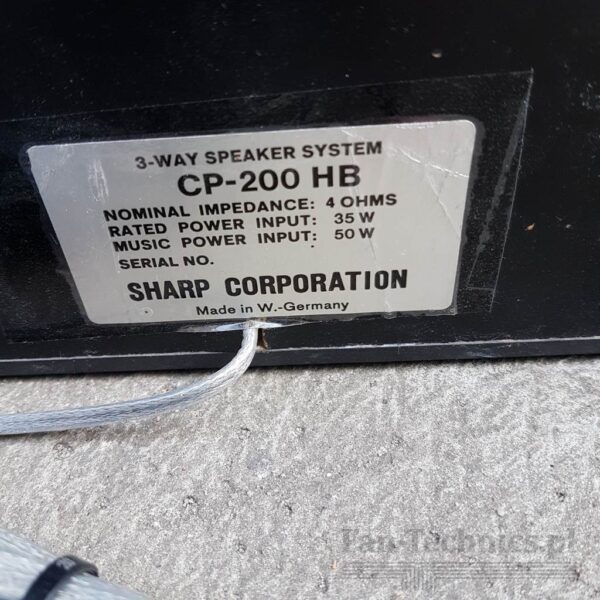 3-WAY SPEAKER SYSTEM
CP-200 HB
NOMINAL IMPEDANCE: 4 OHMS
RATED POWER INPUT: 35 W
MUSIC POWER INPUT: 50 W
SERIAL NO.
SHARP CORPORATION
Made in W.-Germany
Fan-Technics.pl